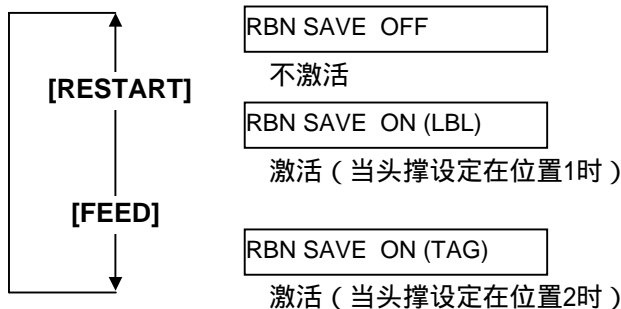 RBN SAVE OFF
不激活
[RESTART]
RBN SAVE ON (LBL)
激活（当头撑设定在位置1时）
[FEED]
RBN SAVE ON (TAG)
激活（当头撑设定在位置2时）